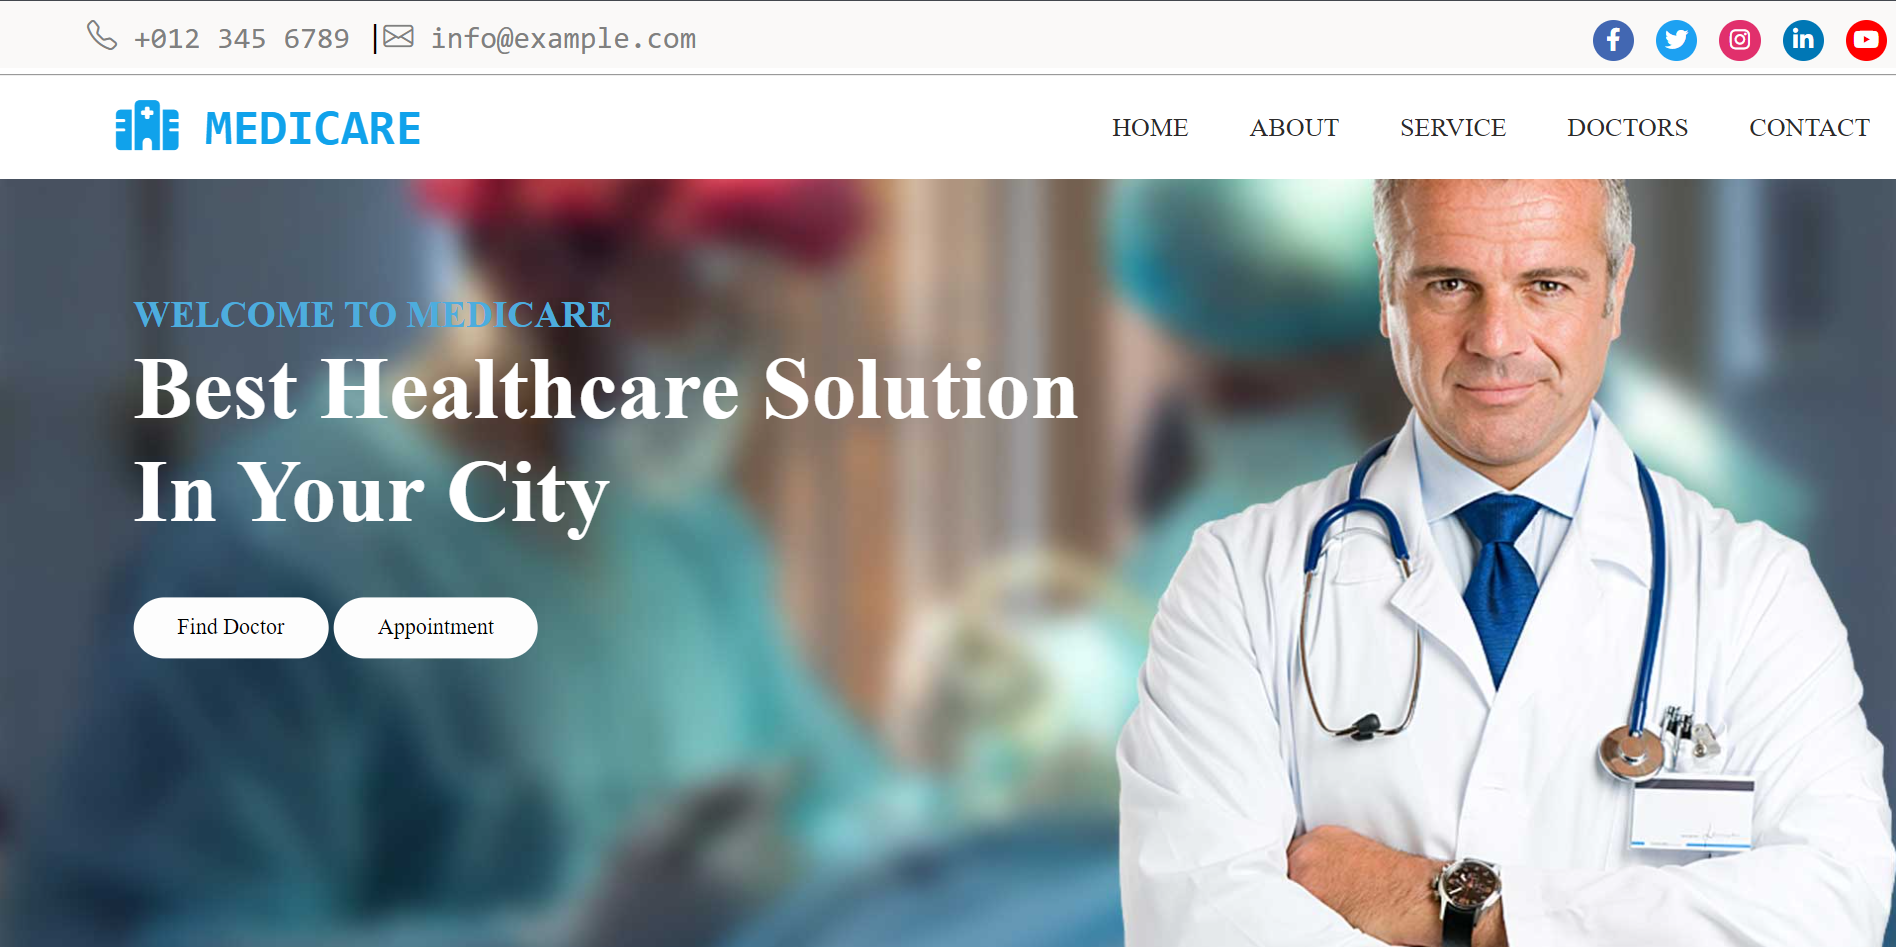 +012 345 6789 | info@example.com
MEDICARE
HOME ABOUT SERVICE DOCTORS CONTACT
WELCOME TO MEDICARE
Best Healthcare Solution
In Your City
Find Doctor Appointment